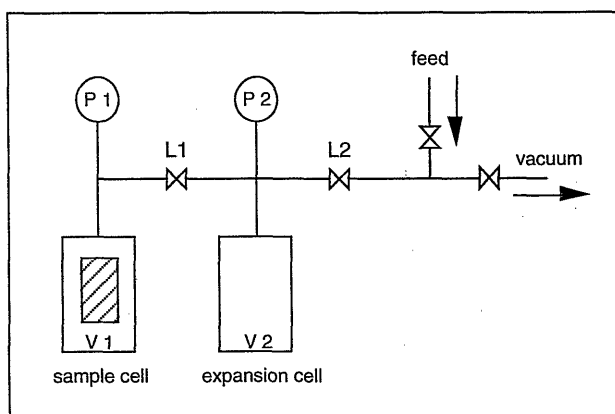 feed
P 1
P 2
L1
L2
vacuum
V 1
V 2
sample cell
expansion cell